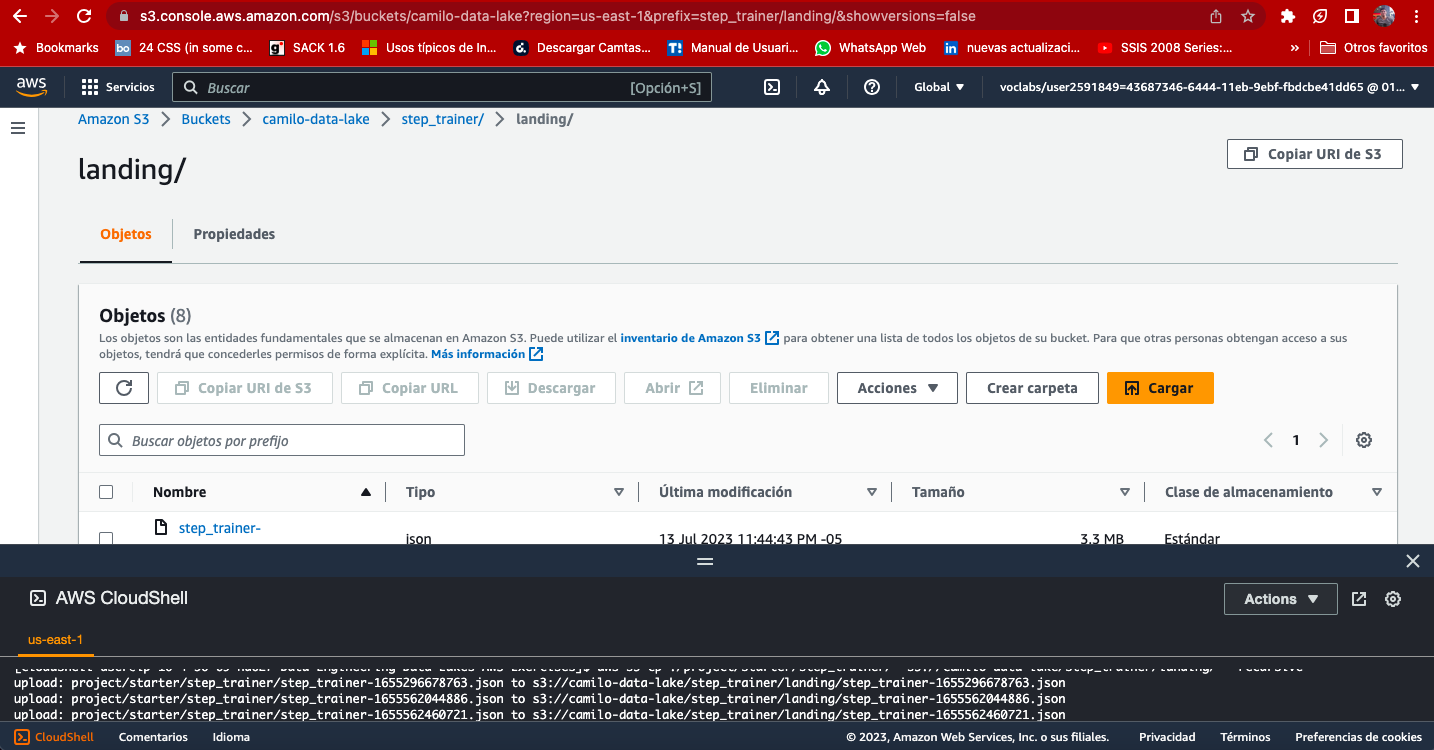 s3.console.aws.amazon.com/s3/buckets/camilo-data-lake?region=us-east-1&prefix=step_trainer/landing/&showversions=false
Bookmarks
bo 24 CSS (in some c...
g SACK 1.6
Usos típicos de In...
Descargar Camtas...
T! Manual de Usuari...
WhatsApp Web
in nuevas actualizaci...
SSIS 2008 Series:...
»
Otros favoritos
aws
Servicios
Buscar
[Opción+S]
Global
voclabs/user2591849=43687346-6444-11eb-9ebf-fbdcbe41dd65 @ 01...
Amazon S3
Buckets
camilo-data-lake
step_trainer/
landing/
landing/
Copiar URI de S3
Objetos
Propiedades
Objetos (8)
Los objetos son las entidades fundamentales que se almacenan en Amazon S3. Puede utilizar el inventario de Amazon S3 para obtener una lista de todos los objetos de su bucket. Para que otras personas obtengan acceso a sus
objetos, tendrá que concederles permisos de forma explícita. Más información
Copiar URI de S3
Copiar URL
Descargar
Abrir
Eliminar
Acciones
Crear carpeta
Cargar
Buscar objetos por prefijo
1
Nombre
Tipo
Última modificación
Tamaño
Clase de almacenamiento
step_trainer-
json
13 Jul 2023 11:44:43 PM -05
3.3 MB
Estándar
AWS CloudShell
Actions
us-east-1
upload: project/starter/step_trainer/step_trainer-1655296678763.json to s3://camilo-data-lake/step_trainer/landing/step_trainer-1655296678763.json
upload: project/starter/step_trainer/step_trainer-1655562044886.json to s3://camilo-data-lake/step_trainer/landing/step_trainer-1655562044886.json
upload: project/starter/step_trainer/step_trainer-1655562460721.json to s3://camilo-data-lake/step_trainer/landing/step_trainer-1655562460721.json
CloudShell
Comentarios
Idioma
© 2023, Amazon Web Services, Inc. o sus filiales.
Privacidad
Términos
Preferencias de cookies